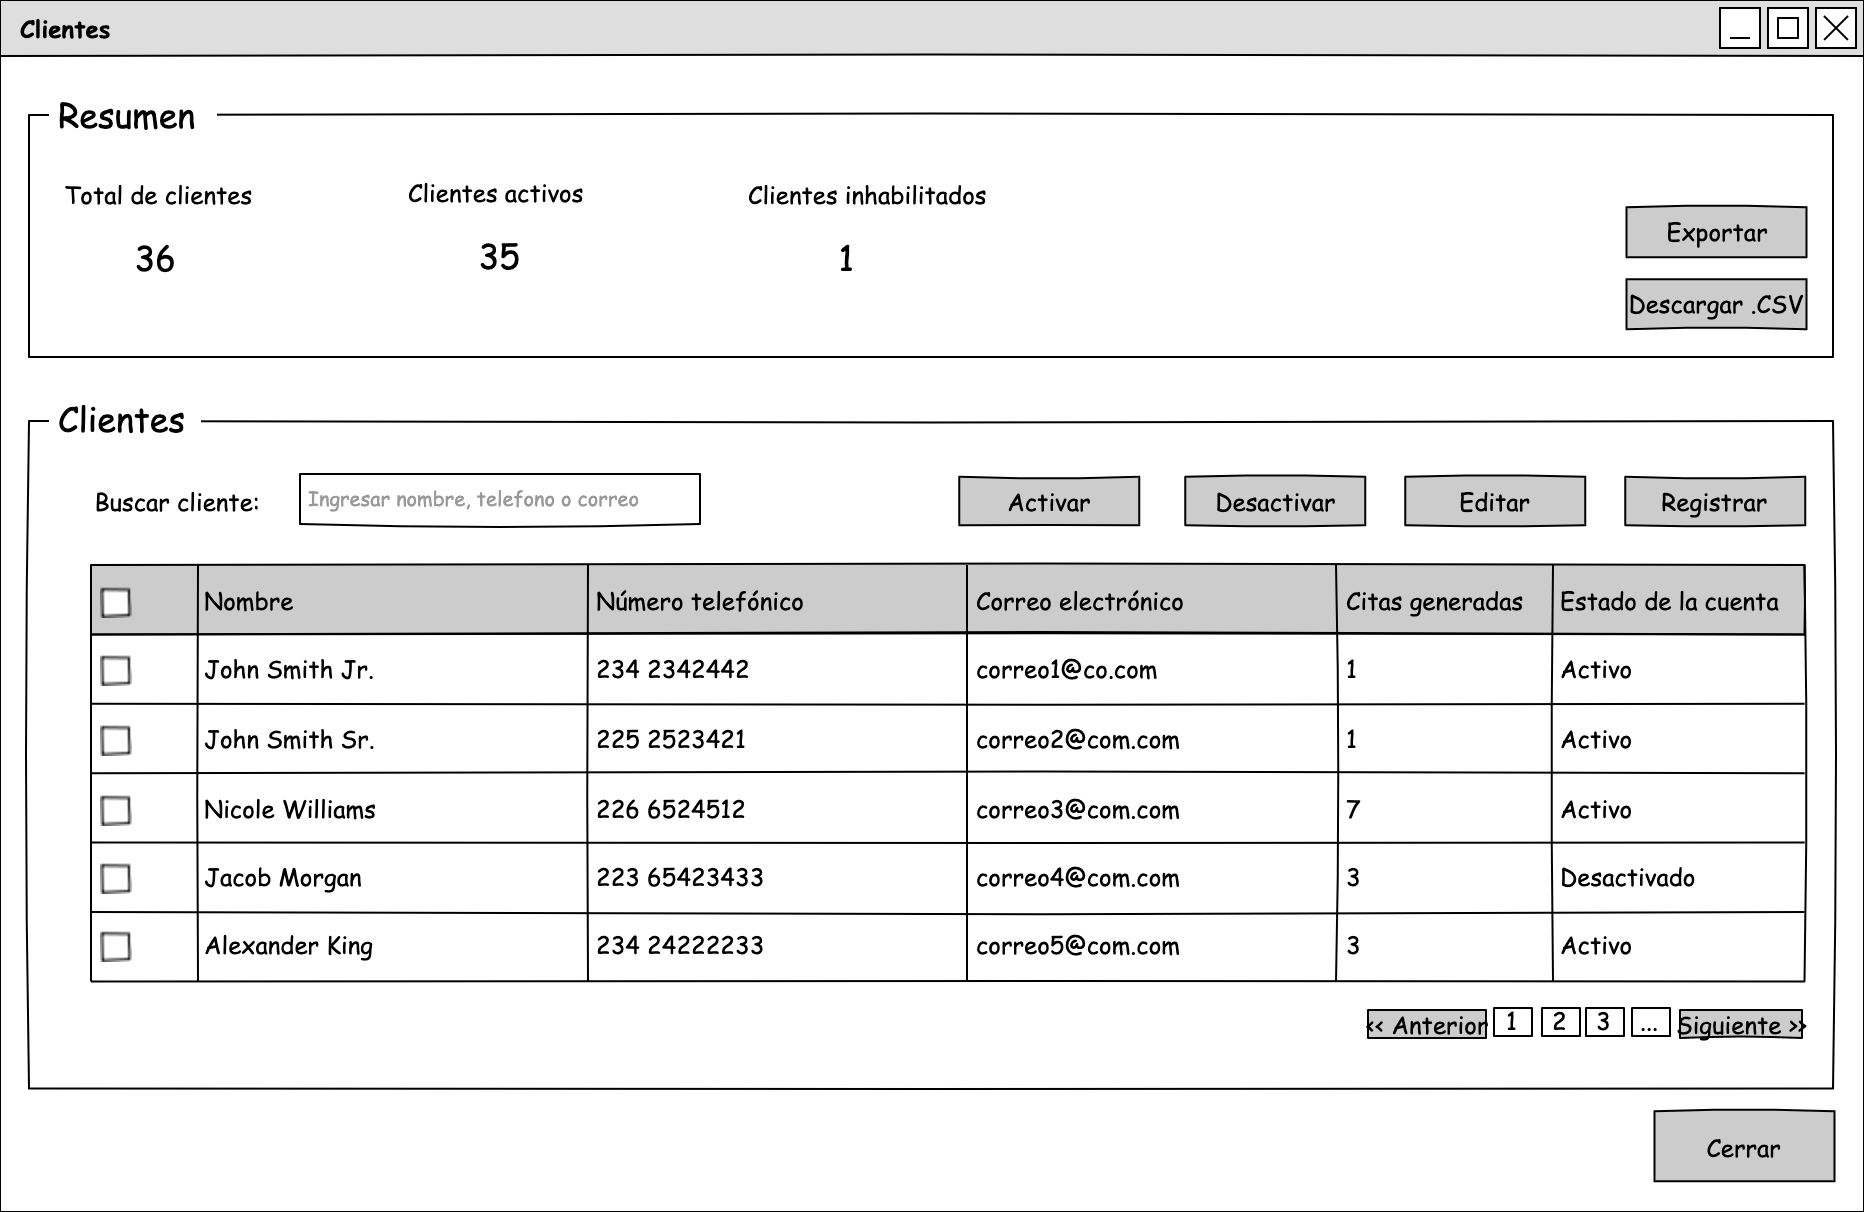 Clientes
Resumen
Total de clientes Clientes activos Clientes inhabilitados
36 35 1
Exportar
Descargar .CSV
Clientes
Buscar cliente: Ingresar nombre, telefono o correo Activar Desactivar Editar Registrar
Nombre Número telefónico Correo electrónico Citas generadas Estado de la cuenta
John Smith Jr. 234 2342442 correo1@co.com 1 Activo
John Smith Sr. 225 2523421 correo2@com.com 1 Activo
Nicole Williams 226 6524512 correo3@com.com 7 Activo
Jacob Morgan 223 65423433 correo4@com.com 3 Desactivado
Alexander King 234 24222233 correo5@com.com 3 Activo
<< Anterior 1 2 3 ... Siguiente >>
Cerrar